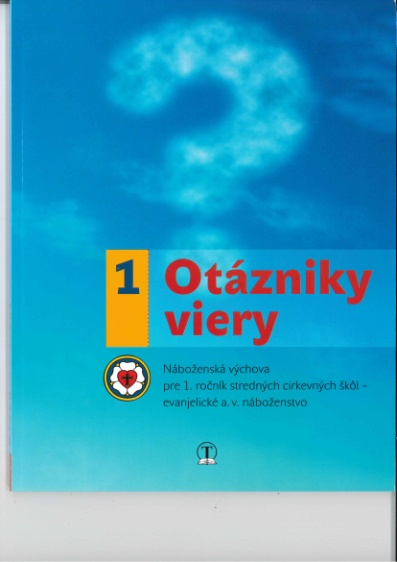 1
Otázniky
viery
Náboženská výchova
pre 1. ročník stredných cirkevných škôl –
evanjelické a. v. náboženstvo
T